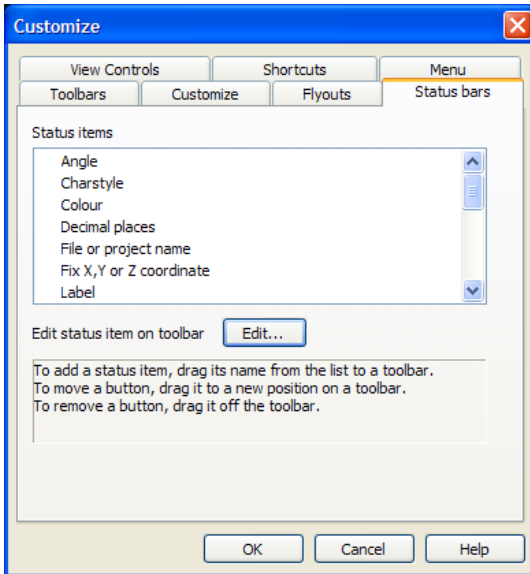 Customize
View Controls Shortcuts Menu
Toolbars Customize Flyouts Status bars
Status items
Angle
Charstyle
Colour
Decimal places
File or project name
Fix X,Y or Z coordinate
Label
Edit status item on toolbar Edit...
To add a status item, drag its name from the list to a toolbar.
To move a button, drag it to a new position on a toolbar.
To remove a button, drag it off the toolbar.
OK Cancel Help